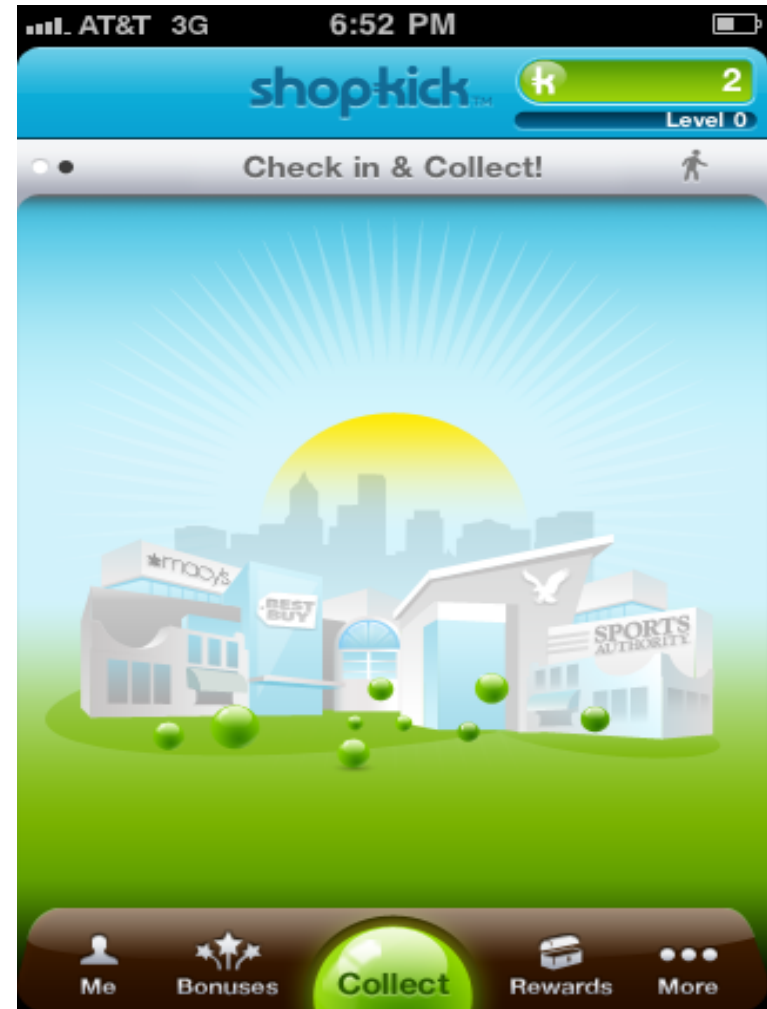 AT&T 3G 6:52 PM
shopkick™ k 2
Level 0
Check in & Collect!
macy's
BEST
BUY
SPORTS
AUTHORITY
Me Bonuses Collect Rewards More